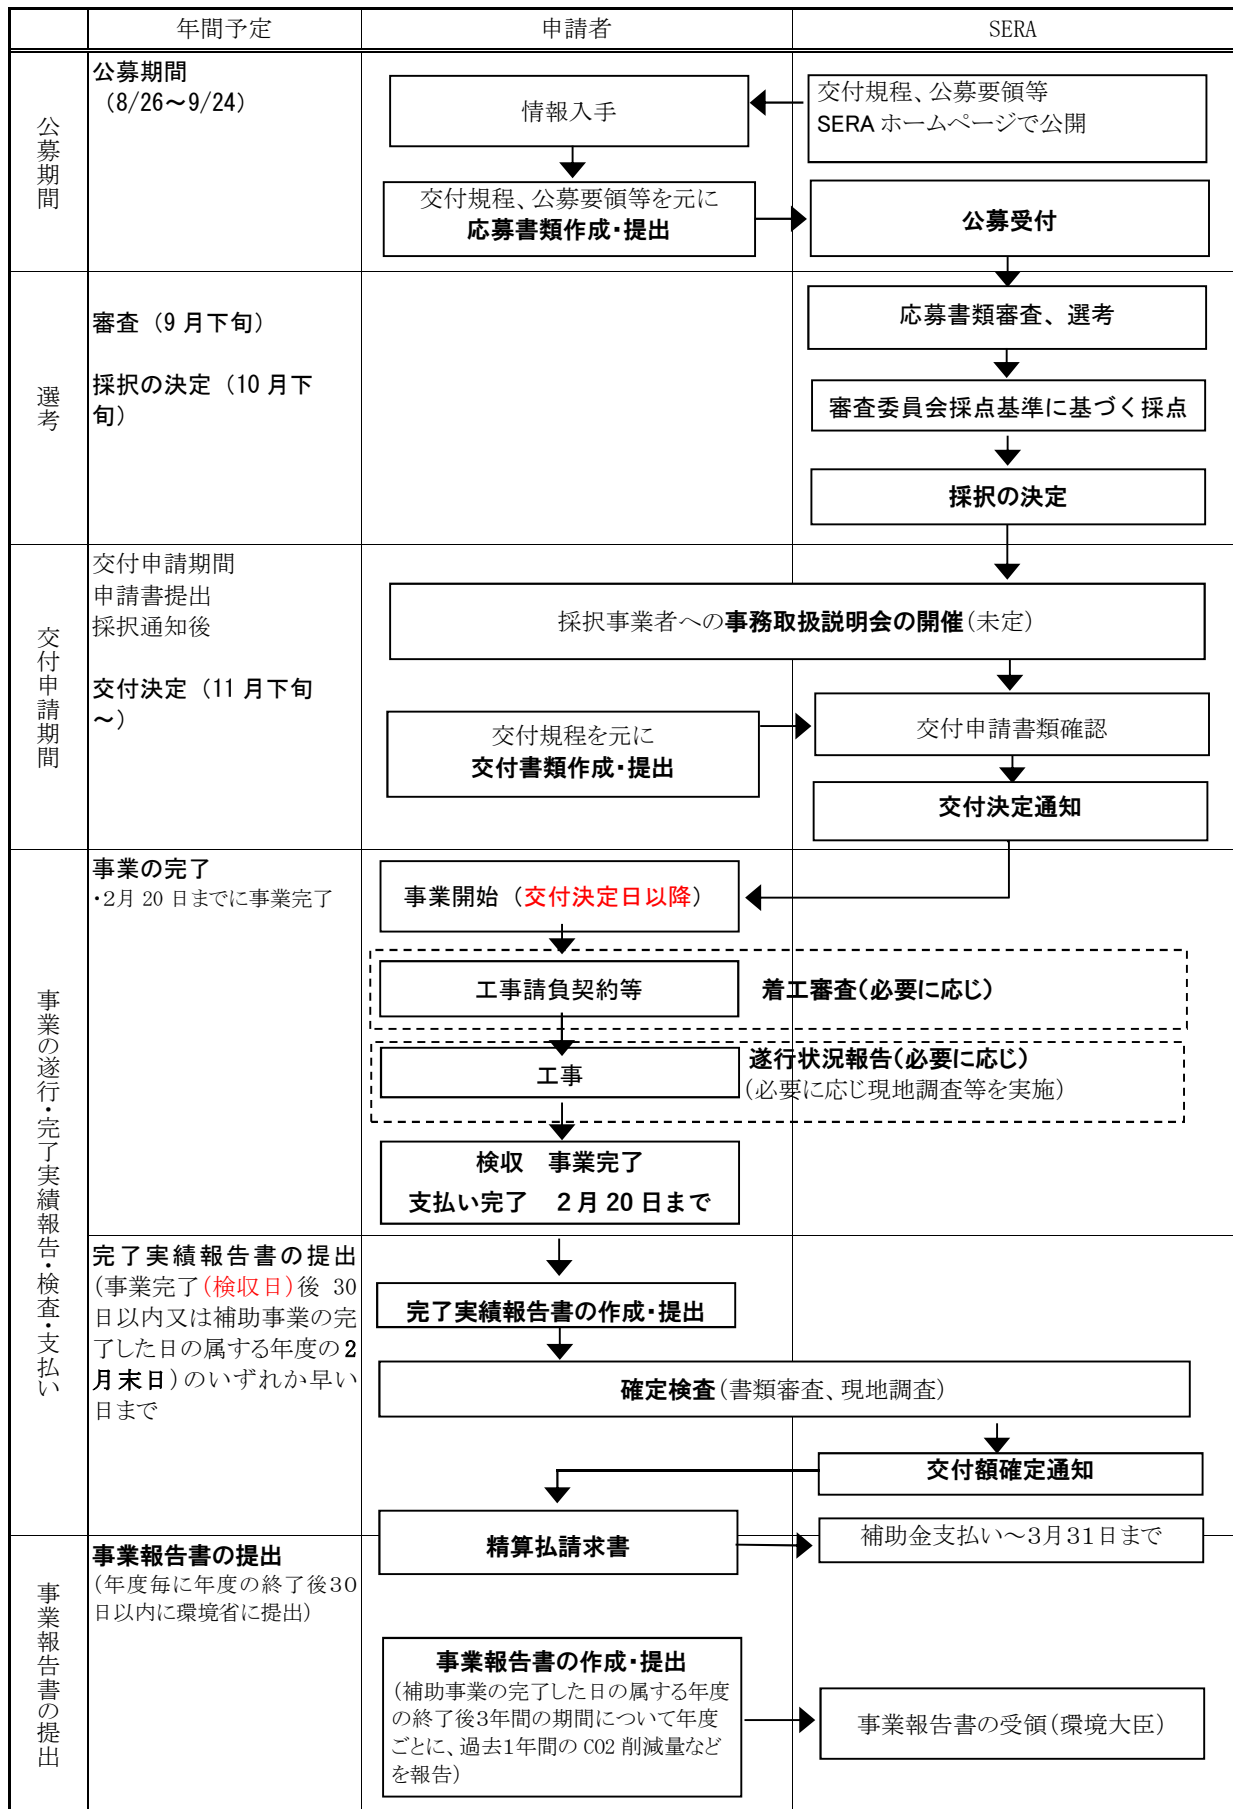 年間予定
申請者
SERA
公募期間
公募期間
（8/26～9/24）
情報入手
交付規程、公募要領等
SERA ホームページで公開
交付規程、公募要領等を元に
応募書類作成・提出
公募受付
選考
審査（9 月下旬）
採択の決定（10 月下
旬）
応募書類審査、選考
審査委員会採点基準に基づく採点
採択の決定
交付申請期間
交付申請期間
申請書提出
採択通知後
交付決定（11 月下旬
～）
採択事業者への事務取扱説明会の開催（未定）
交付規程を元に
交付書類作成・提出
交付申請書類確認
交付決定通知
事業の遂行・完了実績報告・検査・支払い
事業の完了
・2月 20 日までに事業完了
事業開始（交付決定日以降）
工事請負契約等
着工審査（必要に応じ）
工事
遂行状況報告（必要に応じ）
（必要に応じ現地調査等を実施）
検収　事業完了
支払い完了　2 月 20 日まで
完了実績報告書の提出
（事業完了（検収日）後 30
日以内又は補助事業の完
了した日の属する年度の2
月末日）のいずれか早い
日まで
完了実績報告書の作成・提出
確定検査（書類審査、現地調査）
交付額確定通知
精算払請求書
補助金支払い～3月31日まで
事業報告書の提出
事業報告書の提出
（年度毎に年度の終了後30
日以内に環境省に提出）
事業報告書の作成・提出
（補助事業の完了した日の属する年度
の終了後3年間の期間について年度
ごとに、過去1年間の CO2 削減量など
を報告）
事業報告書の受領（環境大臣）